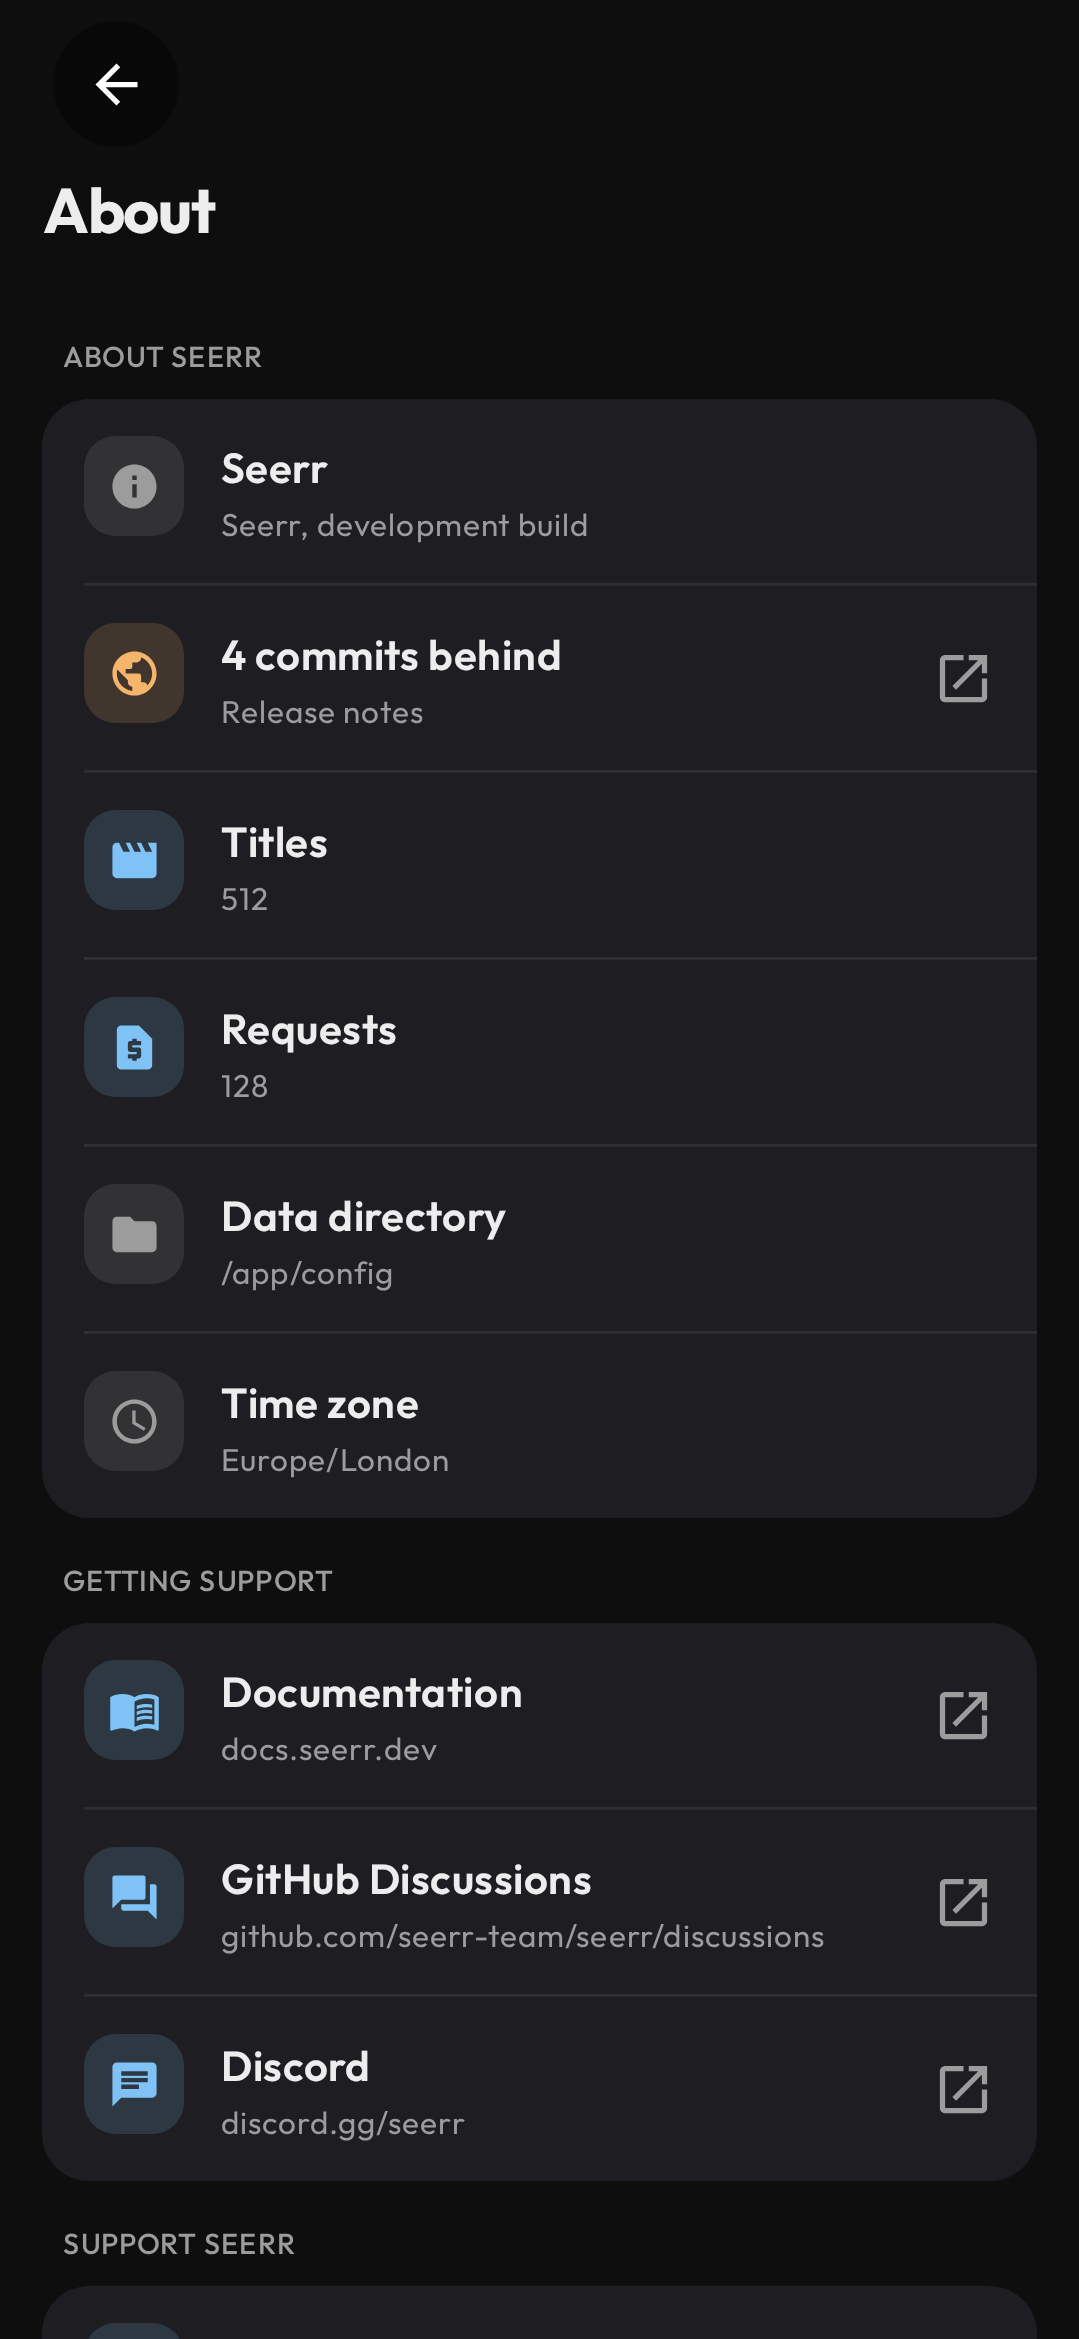 About
ABOUT SEERR
Seerr
Seerr, development build
4 commits behind
Release notes
Titles
512
Requests
128
Data directory
/app/config
Time zone
Europe/London
GETTING SUPPORT
Documentation
docs.seerr.dev
GitHub Discussions
github.com/seerr-team/seerr/discussions
Discord
discord.gg/seerr
SUPPORT SEERR